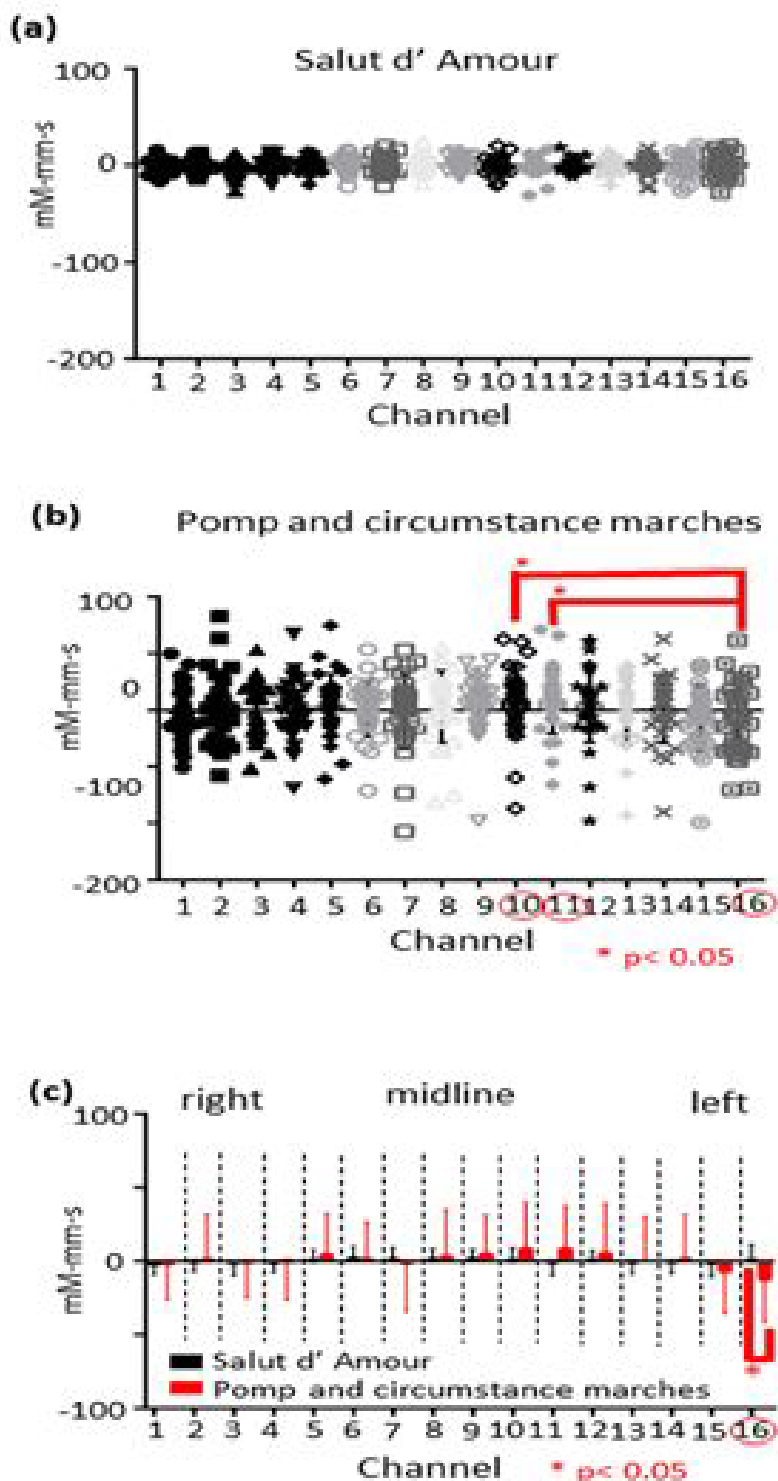 (a)
Salut d' Amour
100
0
-100
-200
mM·mm·s
1 2 3 4 5 6 7 8 9 10 11 12 13 14 15 16
Channel
(b)
Pomp and circumstance marches
*
*
100
0
-100
-200
mM·mm·s
1 2 3 4 5 6 7 8 9 10 11 12 13 14 15 16
Channel
* p< 0.05
(c)
right midline left
100
0
-100
mM·mm·s
Salut d' Amour
Pomp and circumstance marches
*
1 2 3 4 5 6 7 8 9 10 11 12 13 14 15 16
Channel
* p< 0.05